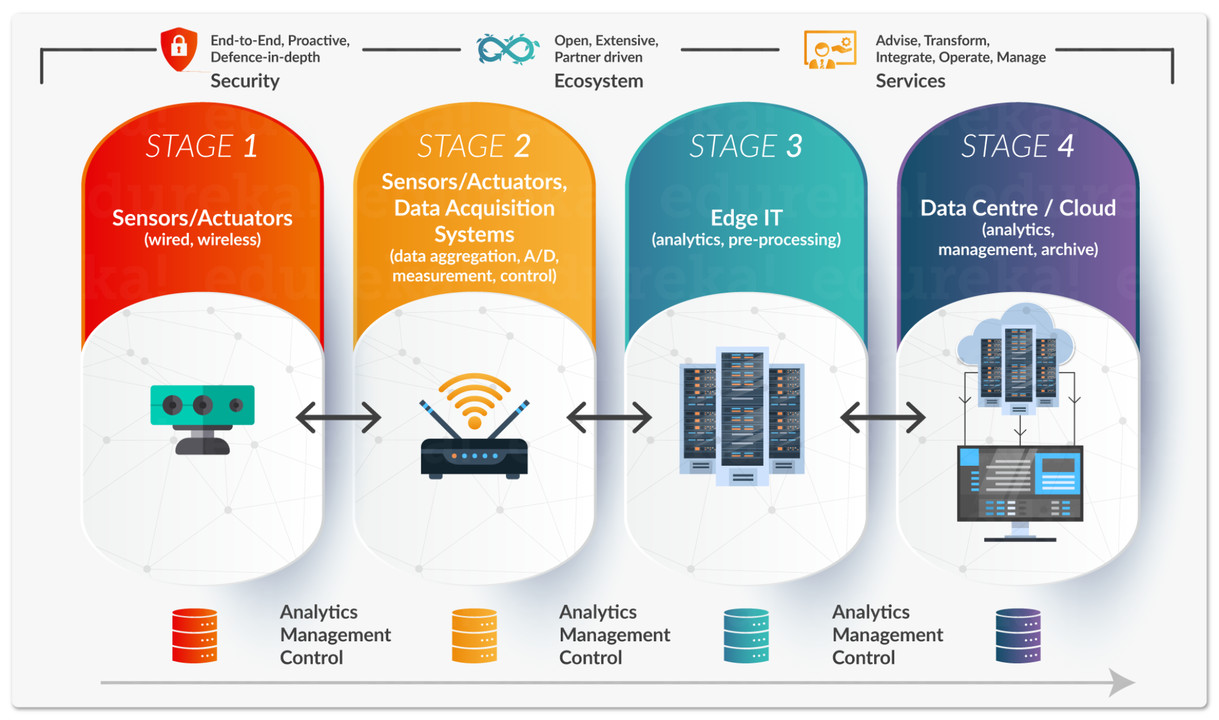 End-to-End, Proactive,
Defence-in-depth
Security
Open, Extensive,
Partner driven
Ecosystem
Advise, Transform,
Integrate, Operate, Manage
Services
STAGE 1
Sensors/Actuators
(wired, wireless)
STAGE 2
Sensors/Actuators,
Data Acquisition
Systems
(data aggregation, A/D,
measurement, control)
STAGE 3
Edge IT
(analytics, pre-processing)
STAGE 4
Data Centre / Cloud
(analytics,
management, archive)
Analytics
Management
Control
Analytics
Management
Control
Analytics
Management
Control